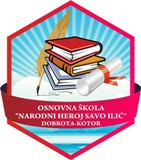 OSNOVNA ŠKOLA
"NARODNI HEROJ SAVO ILIĆ"
DOBROTA-KOTOR